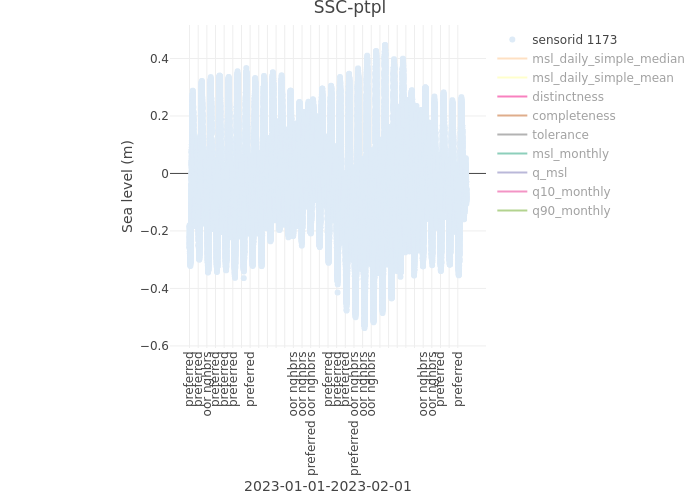 SSC-ptpl
sensorid 1173
msl_daily_simple_median
msl_daily_simple_mean
distinctness
completeness
tolerance
msl_monthly
q_msl
q10_monthly
q90_monthly
Sea level (m)
0.4
0.2
0
−0.2
−0.4
−0.6
preferred
preferred
oor nghbrs
preferred
preferred
preferred
preferred
oor nghbrs
oor nghbrs
preferred oor nghbrs
preferred
preferred
preferred
preferred oor nghbrs
oor nghbrs
oor nghbrs
oor nghbrs
oor nghbrs
preferred
preferred
2023-01-01-2023-02-01